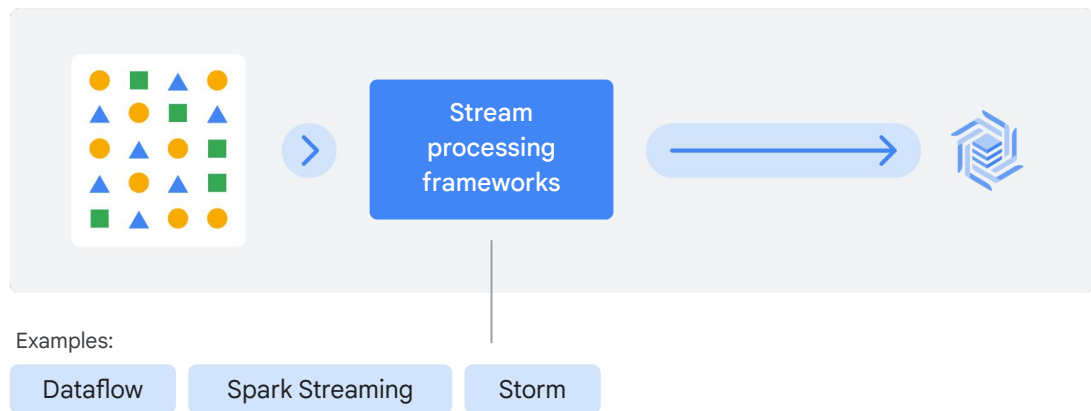 Stream
processing
frameworks
Examples:
Dataflow
Spark Streaming
Storm